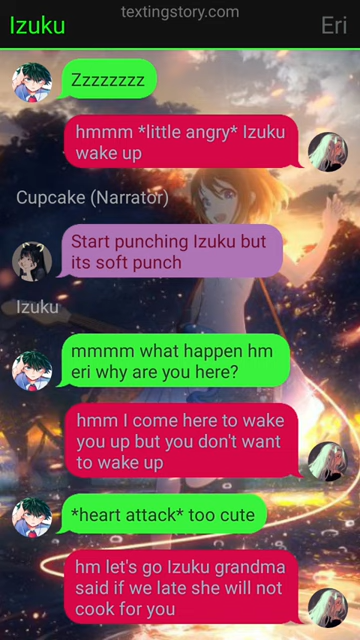 textingstory.com
Izuku
Eri
Zzzzzzzz
hmmm *little angry* Izuku
wake up
Cupcake (Narrator)
Start punching Izuku but
its soft punch
Izuku
mmmm what happen hm
eri why are you here?
hmm I come here to wake
you up but you don't want
to wake up
*heart attack* too cute
hm let's go Izuku grandma
said if we late she will not
cook for you